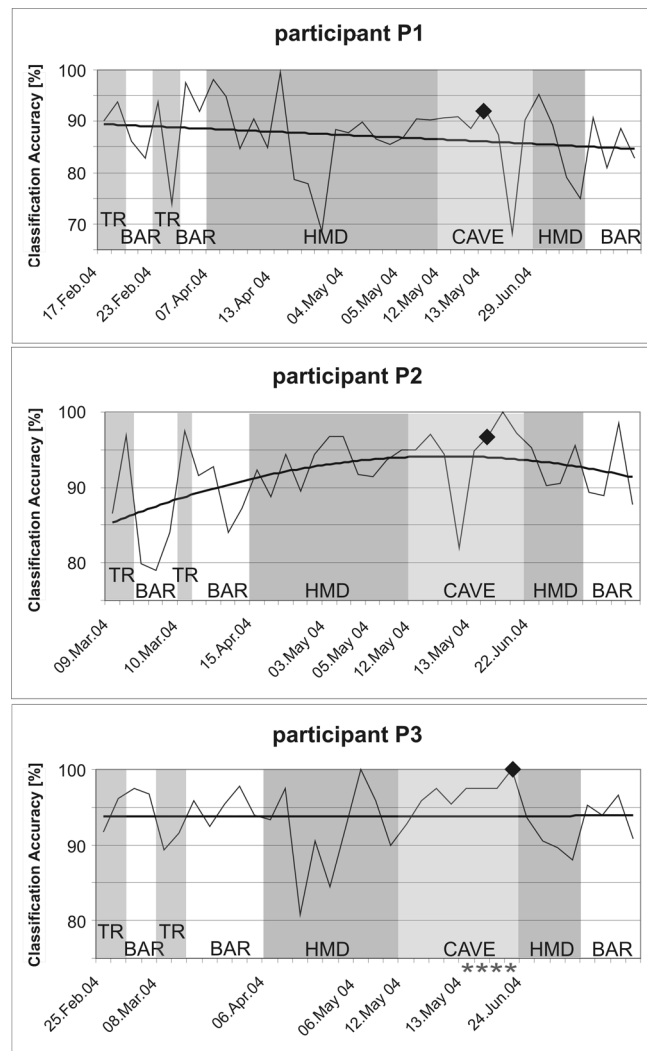 participant P1
Classification Accuracy [%]
100
90
80
70
TR
BAR
TR
BAR
HMD
CAVE
HMD
BAR
17.Feb.04
23.Feb.04
07.Apr.04
13.Apr.04
04.May 04
05.May 04
12.May 04
13.May 04
29.Jun.04
participant P2
Classification Accuracy [%]
100
90
80
TR
BAR
TR
BAR
HMD
CAVE
HMD
BAR
09.Mar.04
10.Mar.04
15.Apr.04
03.May 04
05.May 04
12.May 04
13.May 04
22.Jun.04
participant P3
Classification Accuracy [%]
100
90
80
TR
BAR
TR
BAR
HMD
CAVE
HMD
BAR
****
25.Feb.04
08.Mar.04
06.Apr.04
06.May 04
12.May 04
13.May 04
24.Jun.04